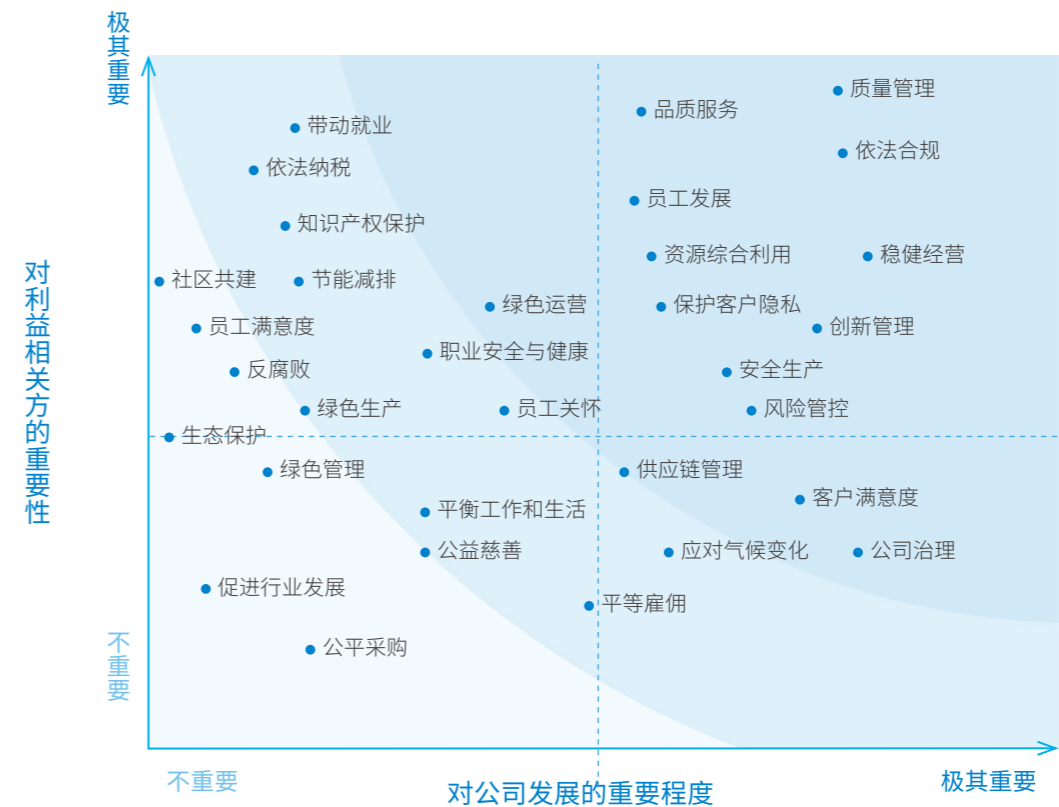 极其重要
质量管理
品质服务
带动就业
依法合规
依法纳税
员工发展
知识产权保护
资源综合利用
稳健经营
对利益相关方的重要性
社区共建
节能减排
绿色运营
保护客户隐私
员工满意度
创新管理
职业安全与健康
反腐败
安全生产
绿色生产
员工关怀
风险管控
生态保护
绿色管理
供应链管理
客户满意度
平衡工作和生活
公益慈善
应对气候变化
公司治理
促进行业发展
平等雇佣
公平采购
不重要
不重要
对公司发展的重要程度
极其重要